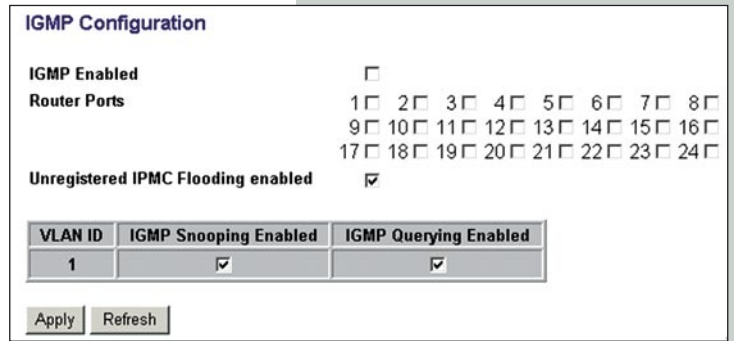 IGMP Configuration
IGMP Enabled
Router Ports
1 2 3 4 5 6 7 8
9 10 11 12 13 14 15 16
17 18 19 20 21 22 23 24
Unregistered IPMC Flooding enabled
VLAN ID IGMP Snooping Enabled IGMP Querying Enabled
1
Apply Refresh